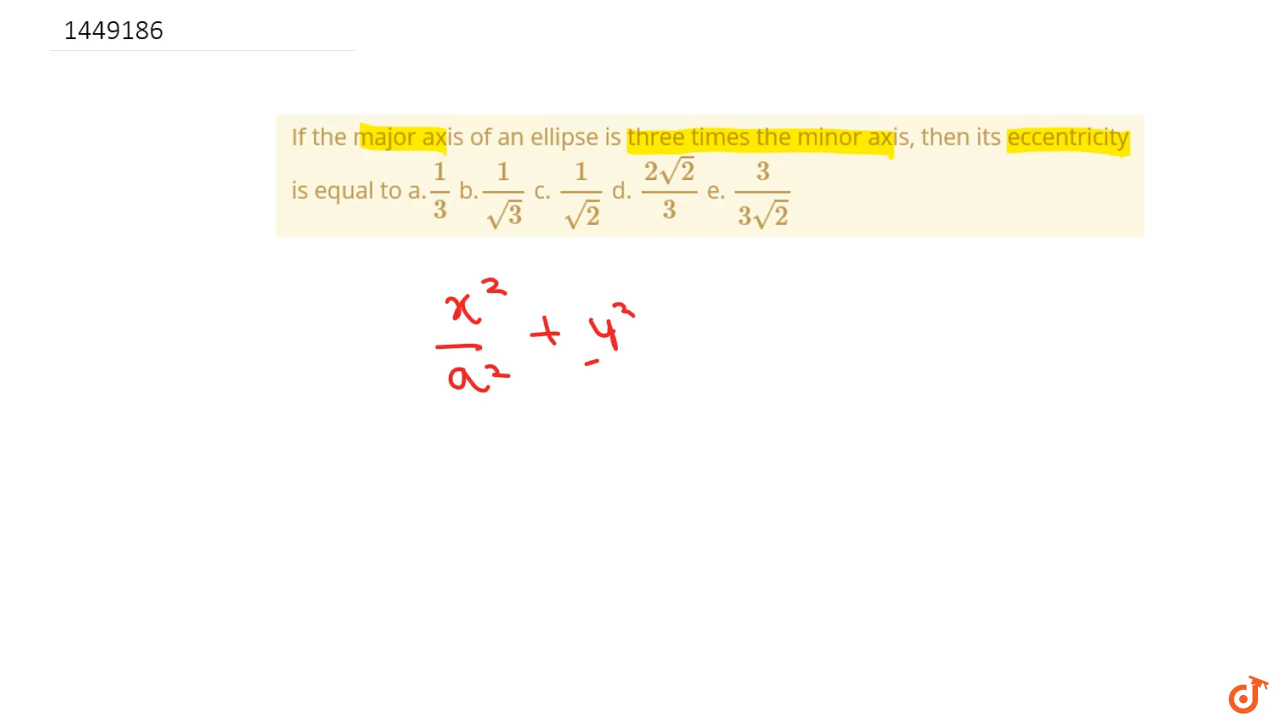 1449186
If the major axis of an ellipse is three times the minor axis, then its eccentricity
is equal to a. 1/3 b. 1/√3 c. 1/√2 d. 2√2/3 e. 3/3√2
x²/a² + y²